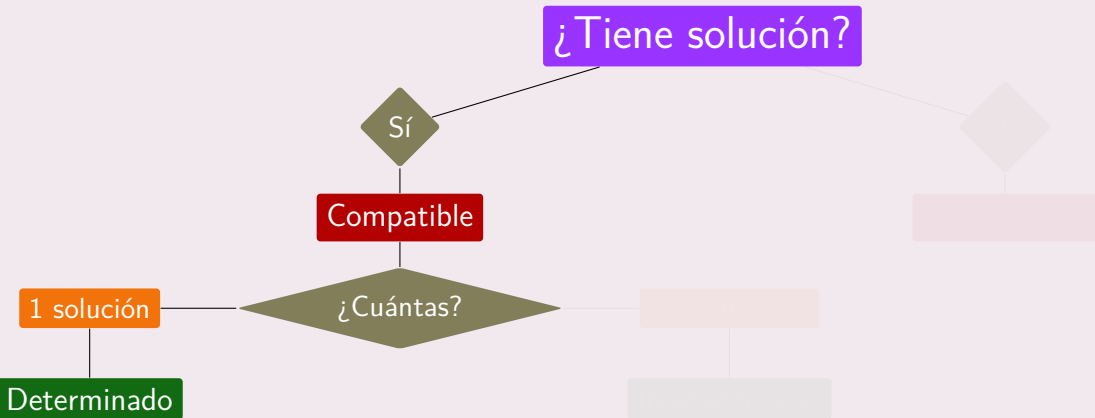 ¿Tiene solución?
Sí
Compatible
¿Cuántas?
1 solución
Determinado